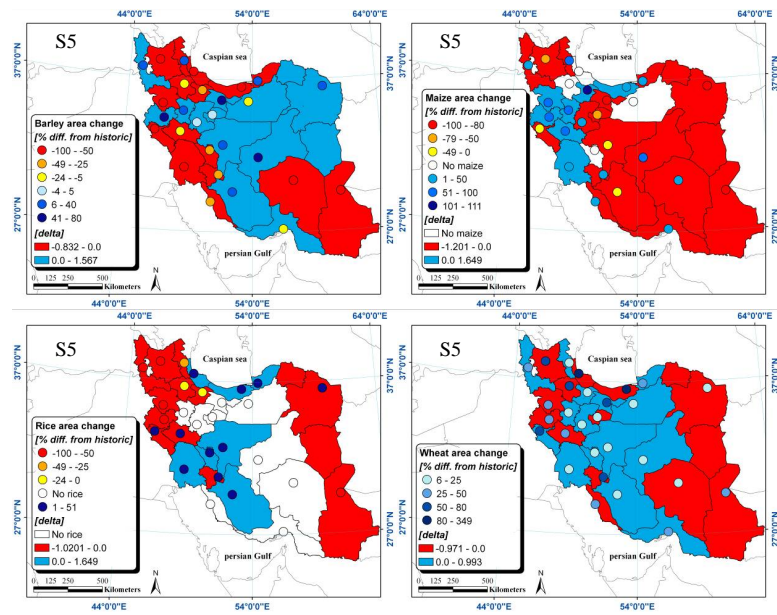 44°0'0"E 54°0'0"E 64°0'0"E
37°0'0"N
27°0'0"N
S5
Caspian sea
persian Gulf
Barley area change
[% diff. from historic]
-100 - -50
-49 - -25
-24 - -5
-4 - 5
6 - 40
41 - 80
[delta]
-0.832 - 0.0
0.0 - 1.567
0 125 250 500
Kilometers
N
44°0'0"E 54°0'0"E 64°0'0"E
37°0'0"N
27°0'0"N
S5
Caspian sea
persian Gulf
Maize area change
[% diff. from historic]
-100 - -80
-79 - -50
-49 - 0
No maize
1 - 50
51 - 100
101 - 111
[delta]
No maize
-1.201 - 0.0
0.0 1.649
0 125 250 500
Kilometers
N
44°0'0"E 54°0'0"E 64°0'0"E
37°0'0"N
27°0'0"N
S5
Caspian sea
persian Gulf
Rice area change
[% diff. from historic]
-100 - -50
-49 - -25
-24 - 0
No rice
1 - 51
[delta]
No rice
-1.0201 - 0.0
0.0 - 1.649
0 125 250 500
Kilometers
N
44°0'0"E 54°0'0"E 64°0'0"E
37°0'0"N
27°0'0"N
S5
Caspian sea
persian Gulf
Wheat area change
[% diff. from historic]
6 - 25
25 - 50
50 - 80
80 - 349
[delta]
-0.971 - 0.0
0.0 - 0.993
0 125 250 500
Kilometers
N